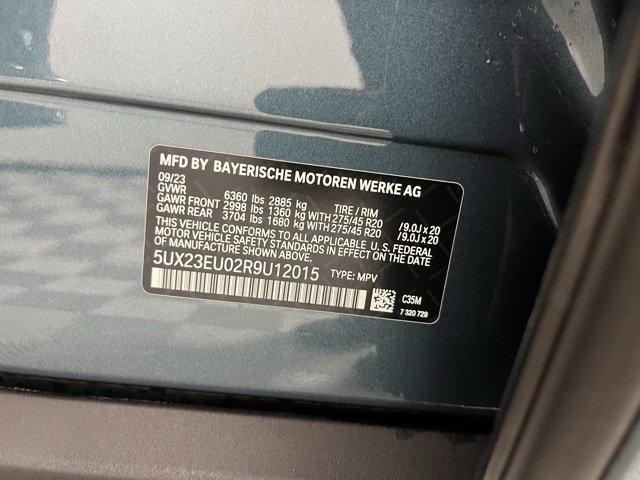 MFD BY BAYERISCHE MOTOREN WERKE AG
09/23
GVWR 6360 lbs 2885 kg TIRE / RIM
GAWR FRONT 2998 lbs 1360 kg WITH 275/45 R20 /9.0J x 20
GAWR REAR 3704 lbs 1680 kg WITH 275/45 R20 /9.0J x 20
THIS VEHICLE CONFORMS TO ALL APPLICABLE U. S. FEDERAL
MOTOR VEHICLE SAFETY STANDARDS IN EFFECT ON THE DATE OF
MANUFACTURE SHOWN ABOVE.
5UX23EU02R9U12015 TYPE: MPV
C35M
7 320 729